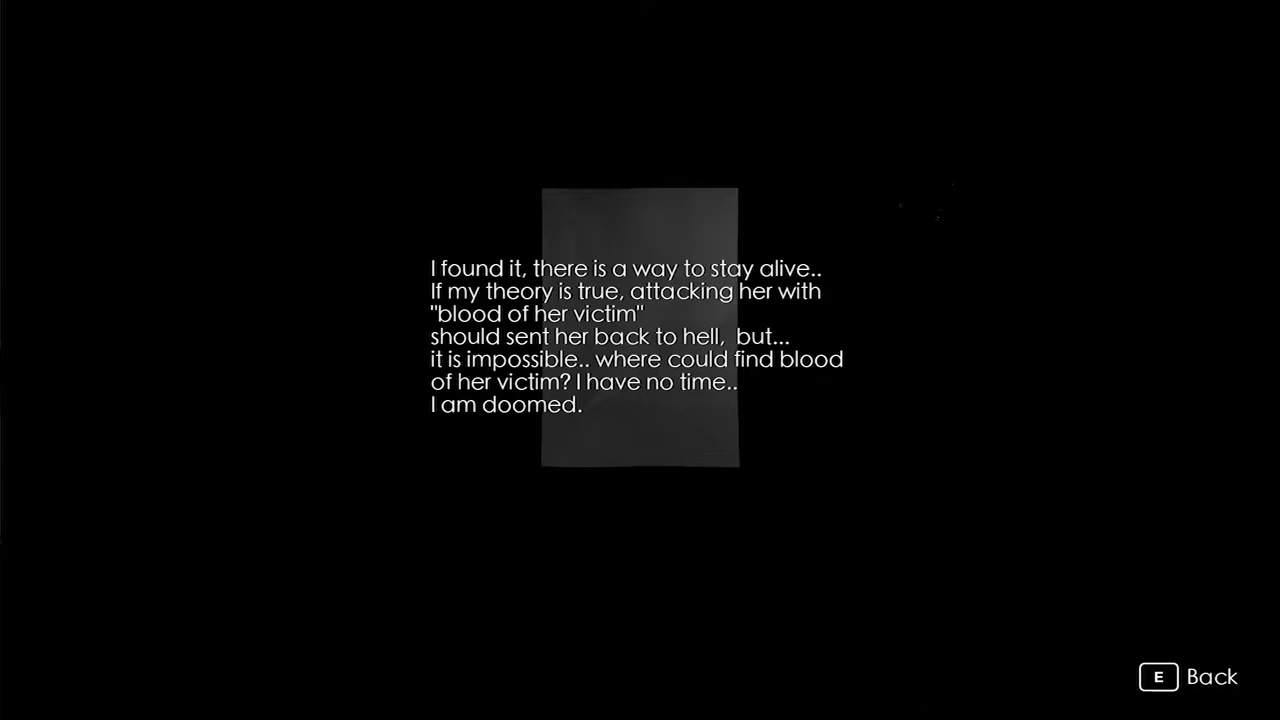 I found it, there is a way to stay alive..
If my theory is true, attacking her with
"blood of her victim"
should sent her back to hell,  but...
it is impossible.. where could find blood
of her victim? I have no time..
I am doomed.
E Back